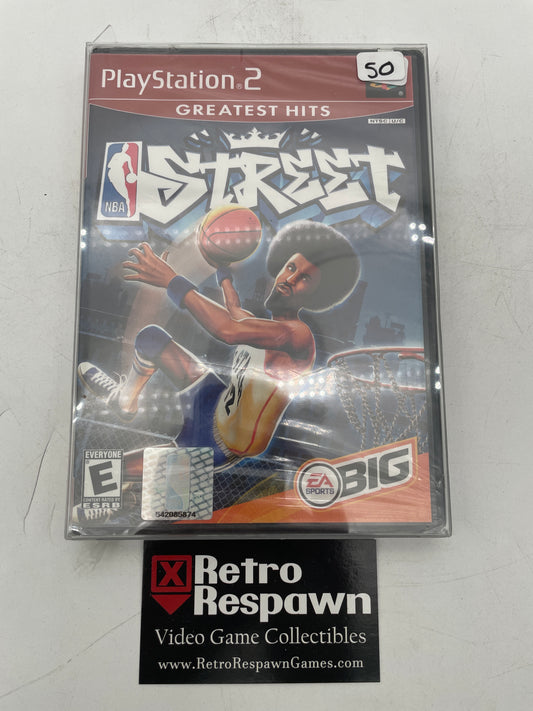 PlayStation®2
50
GREATEST HITS
NTSC U/C
NBA
STREET
EVERYONE
E
CONTENT RATED BY
ESRB
542085874
EA
SPORTS
BIG
Retro
Respawn
Video Game Collectibles
www.RetroRespawnGames.com